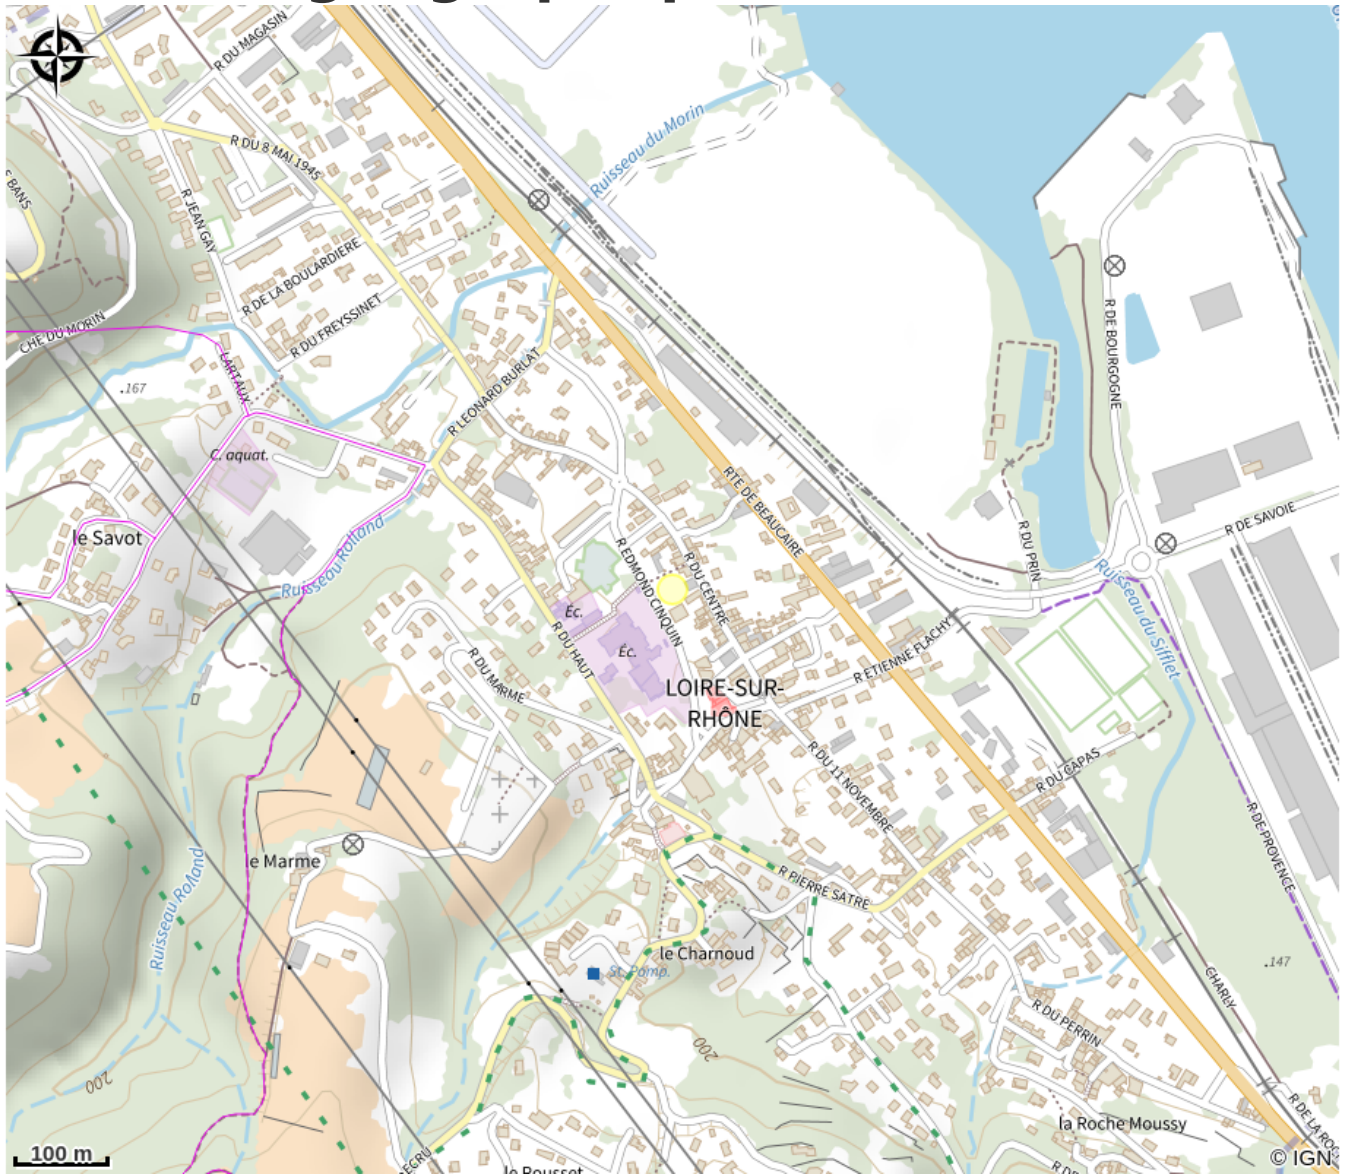 R DU MAGASIN
R DU 8 MAI 1945
Ruisseau du Morin
BANS
R JEAN GAY
R DE LA BOULARDIERE
R DE BOURGOGNE
CHE DU MORIN
R DU FREYSSINET
LARTAUX
.167
R LEONARD BURLAT
C. aquat.
RTE DE BEAUCAIRE
R DE SAVOIE
le Savot
Ruisseau Rolland
R EDMOND CINQUIN
R DU CENTRE
R DU PRIN
Ruisseau du Sifflet
Éc.
R DU HAUT
Éc.
R ETIENNE FLACHY
R DU MARME
LOIRE-SUR-
RHÔNE
R DU 11 NOVEMBRE
R DU CAPAS
R DE PROVENCE
le Marme
R PIERRE SATRE
Ruisseau Rolland
le Charnoud
St. Pomp.
.147
CHARLY
R DU PERRIN
200
200
la Roche Moussy
R DE LA ROC
100 m
le Rousset
© IGN